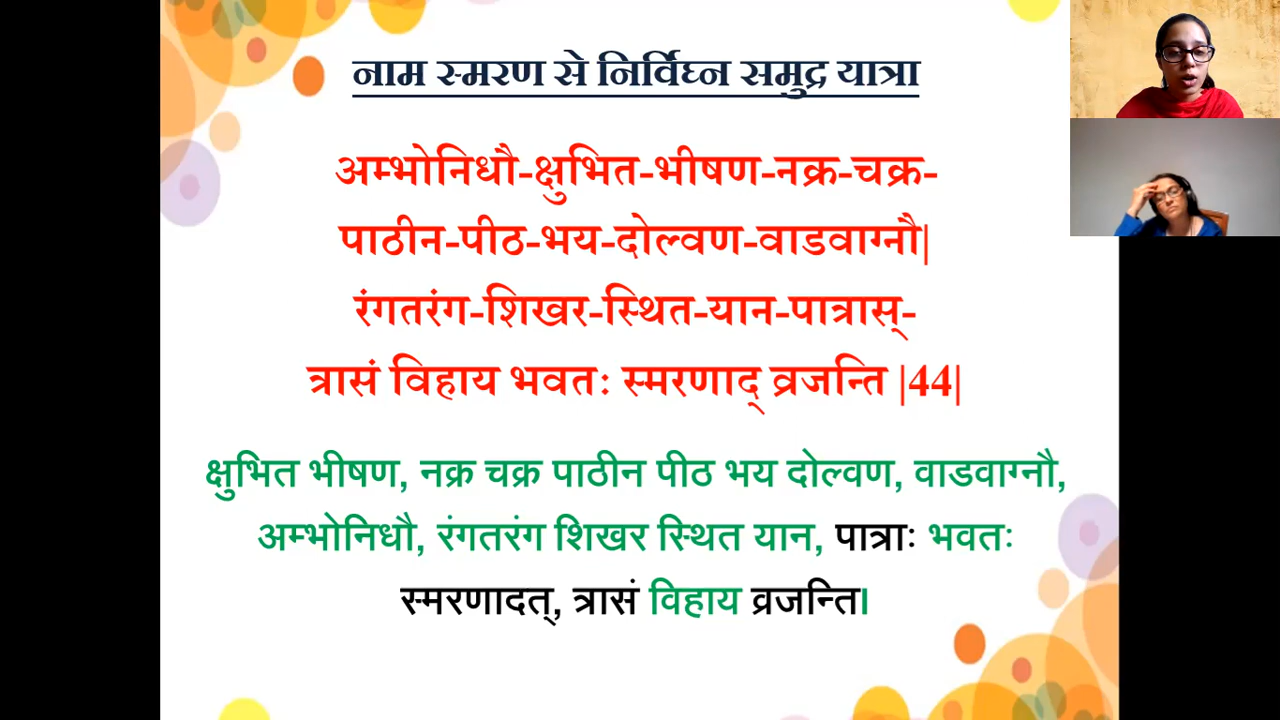 नाम स्मरण से निर्विघ्न समुद्र यात्रा
अम्भोनिधौ-क्षुभित-भीषण-नक्र-चक्र-
पाठीन-पीठ-भय-दोल्वण-वाडवाग्नौ|
रंगतरंग-शिखर-स्थित-यान-पात्रास्-
त्रासं विहाय भवतः स्मरणाद् व्रजन्ति |44|
क्षुभित भीषण, नक्र चक्र पाठीन पीठ भय दोल्वण, वाडवाग्नौ,
अम्भोनिधौ, रंगतरंग शिखर स्थित यान, पात्राः भवतः
स्मरणादत्, त्रासं विहाय व्रजन्ति।